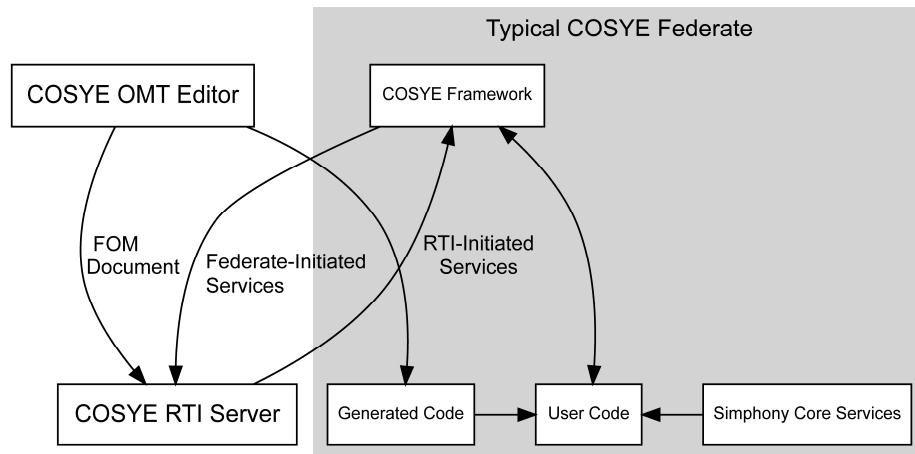 Typical COSYE Federate
COSYE OMT Editor
COSYE Framework
FOM
Document
Federate-Initiated
Services
RTI-Initiated
Services
COSYE RTI Server
Generated Code
User Code
Simphony Core Services